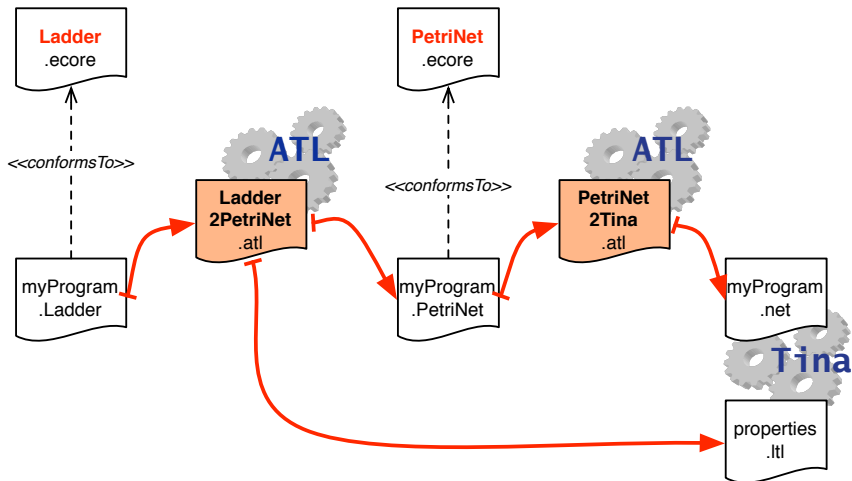 Ladder
.ecore
PetriNet
.ecore
ATL
ATL
<<conformsTo>>
<<conformsTo>>
Ladder
2PetriNet
.atl
PetriNet
2Tina
.atl
myProgram
.Ladder
myProgram
.PetriNet
myProgram
.net
Tina
properties
.ltl